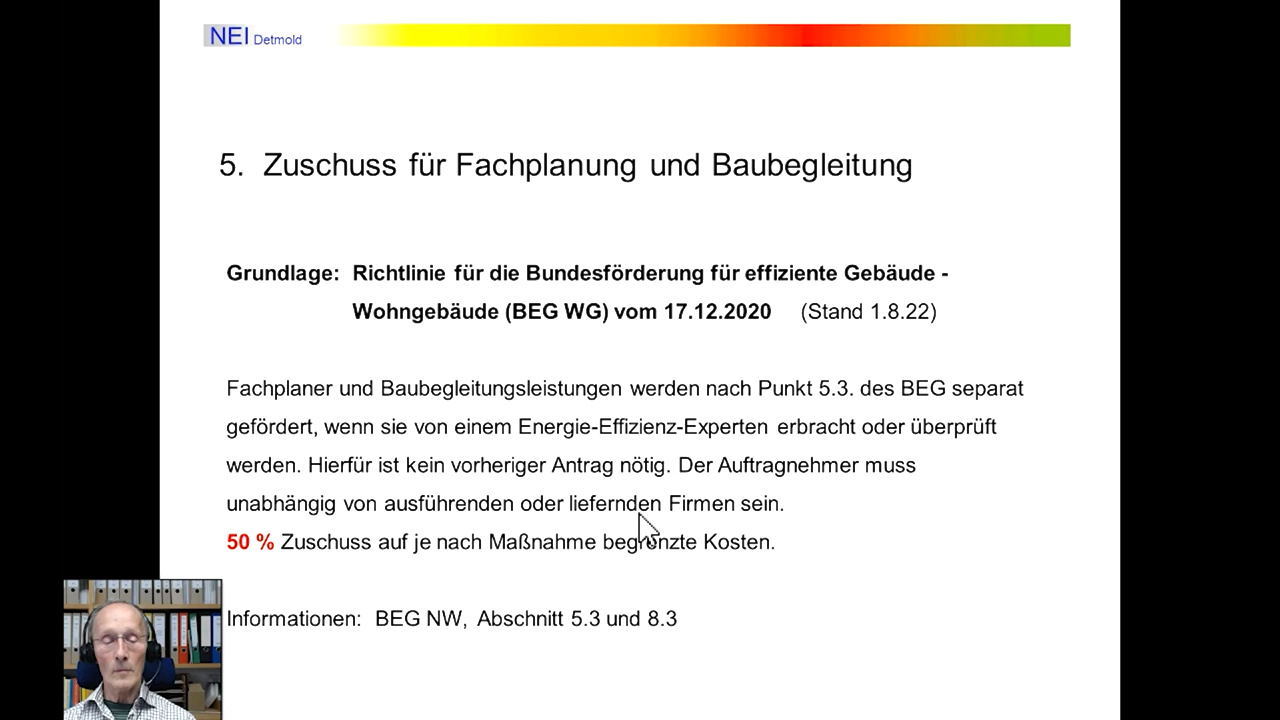 NEI Detmold
5. Zuschuss für Fachplanung und Baubegleitung
Grundlage: Richtlinie für die Bundesförderung für effiziente Gebäude -
Wohngebäude (BEG WG) vom 17.12.2020 (Stand 1.8.22)
Fachplaner und Baubegleitungsleistungen werden nach Punkt 5.3. des BEG separat
gefördert, wenn sie von einem Energie-Effizienz-Experten erbracht oder überprüft
werden. Hierfür ist kein vorheriger Antrag nötig. Der Auftragnehmer muss
unabhängig von ausführenden oder liefernden Firmen sein.
50 % Zuschuss auf je nach Maßnahme begrenzte Kosten.
Informationen: BEG NW, Abschnitt 5.3 und 8.3